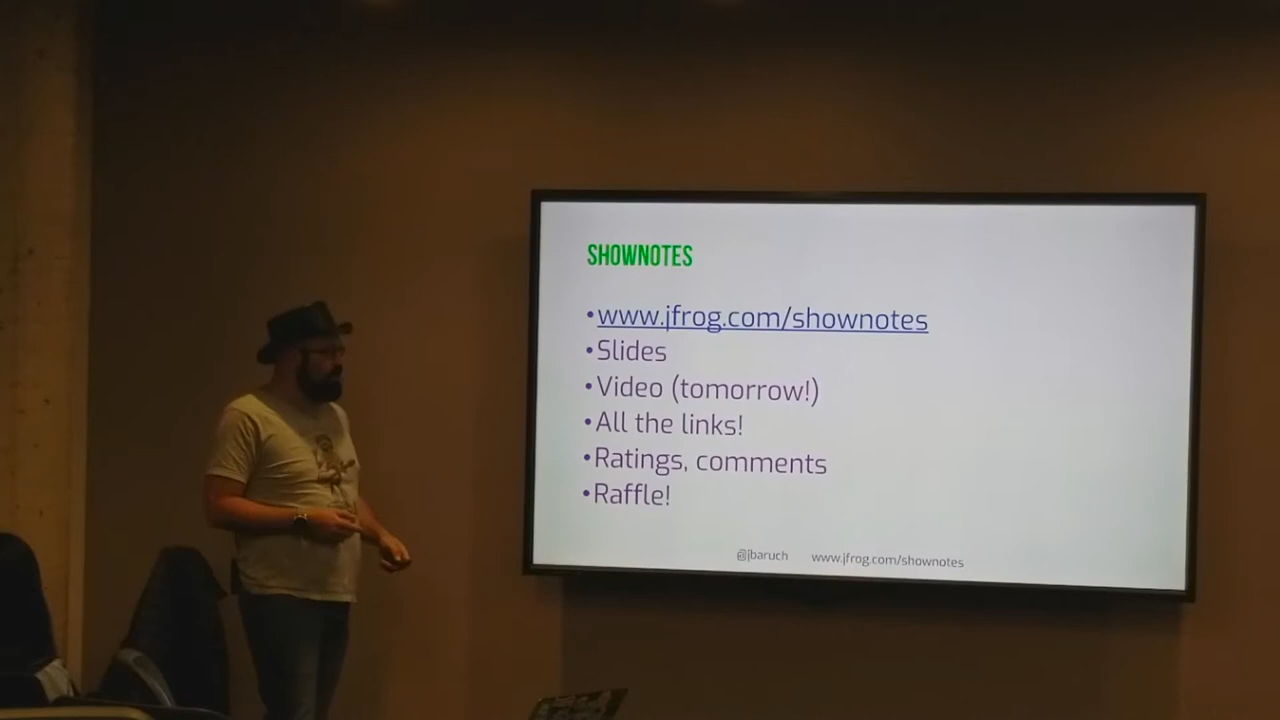 SHOWNOTES
•www.jfrog.com/shownotes
•Slides
•Video (tomorrow!)
•All the links!
•Ratings, comments
•Raffle!
@jbaruch www.jfrog.com/shownotes